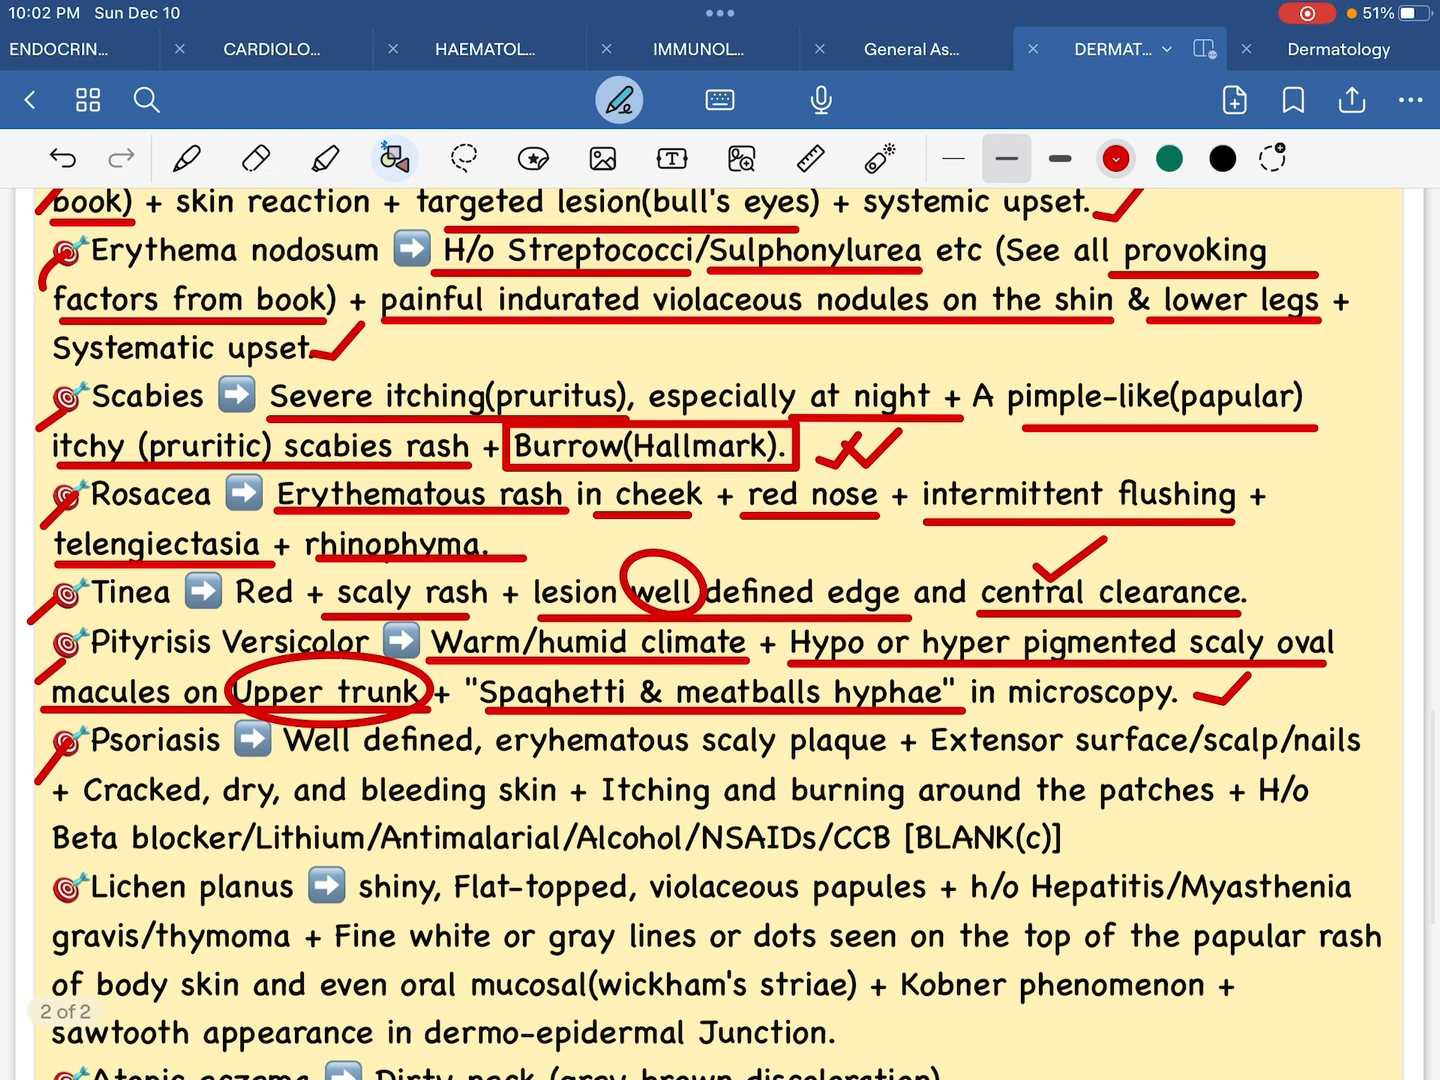 10:02 PM Sun Dec 10
51%
ENDOCRIN... CARDIOLO... HAEMATOL... IMMUNOL... General As... DERMAT... Dermatology
book) + skin reaction + targeted lesion(bull's eyes) + systemic upset.
🎯Erythema nodosum ➡️ H/o Streptococci/Sulphonylurea etc (See all provoking
factors from book) + painful indurated violaceous nodules on the shin & lower legs +
Systematic upset.
🎯Scabies ➡️ Severe itching(pruritus), especially at night + A pimple-like(papular)
itchy (pruritic) scabies rash + Burrow(Hallmark).
🎯Rosacea ➡️ Erythematous rash in cheek + red nose + intermittent flushing +
telengiectasia + rhinophyma.
🎯Tinea ➡️ Red + scaly rash + lesion well defined edge and central clearance.
🎯Pityrisis Versicolor ➡️ Warm/humid climate + Hypo or hyper pigmented scaly oval
macules on Upper trunk + "Spaghetti & meatballs hyphae" in microscopy.
🎯Psoriasis ➡️ Well defined, eryhematous scaly plaque + Extensor surface/scalp/nails
+ Cracked, dry, and bleeding skin + Itching and burning around the patches + H/o
Beta blocker/Lithium/Antimalarial/Alcohol/NSAIDs/CCB [BLANK(c)]
🎯Lichen planus ➡️ shiny, Flat-topped, violaceous papules + h/o Hepatitis/Myasthenia
gravis/thymoma + Fine white or gray lines or dots seen on the top of the papular rash
of body skin and even oral mucosal(wickham's striae) + Kobner phenomenon +
2 of 2
sawtooth appearance in dermo-epidermal Junction.
🎯Atopic eczema ➡️ Dirty neck (grey brown discoloration)